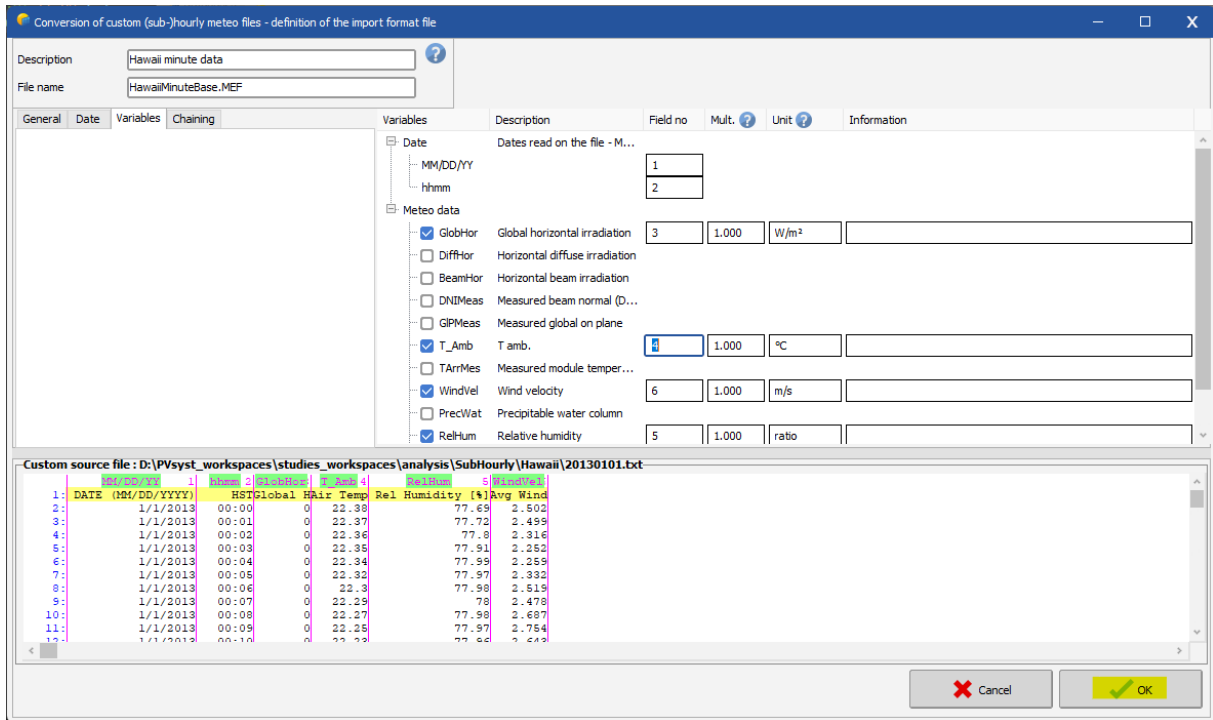 Conversion of custom (sub-)hourly meteo files - definition of the import format file
Description Hawaii minute data ?
File name HawaiiMinuteBase.MEF
General Date Variables Chaining
Variables Description Field no Mult. ? Unit ? Information
Date Dates read on the file - M...
MM/DD/YY 1
hhmm 2
Meteo data
GlobHor Global horizontal irradiation 3 1.000 W/m²
DiffHor Horizontal diffuse irradiation
BeamHor Horizontal beam irradiation
DNIMeas Measured beam normal (D...
GlPMeas Measured global on plane
T_Amb T amb. 4 1.000 °C
TArrMes Measured module temper...
WindVel Wind velocity 6 1.000 m/s
PrecWat Precipitable water column
RelHum Relative humidity 5 1.000 ratio
Custom source file : D:\PVsyst_workspaces\studies_workspaces\analysis\SubHourly\Hawaii\20130101.txt
MM/DD/YY 1 hhmm 2 GlobHor T_Amb 4 RelHum 5 WindVel
1: DATE (MM/DD/YYYY) HST Global H Air Temp Rel Humidity [%] Avg Wind
2: 1/1/2013 00:00 0 22.38 77.69 2.502
3: 1/1/2013 00:01 0 22.37 77.72 2.499
4: 1/1/2013 00:02 0 22.36 77.8 2.316
5: 1/1/2013 00:03 0 22.35 77.91 2.252
6: 1/1/2013 00:04 0 22.34 77.99 2.259
7: 1/1/2013 00:05 0 22.32 77.97 2.332
8: 1/1/2013 00:06 0 22.3 77.98 2.519
9: 1/1/2013 00:07 0 22.29 78 2.478
10: 1/1/2013 00:08 0 22.27 77.98 2.687
11: 1/1/2013 00:09 0 22.25 77.97 2.754
12: 1/1/2013 00:10 0 22.23 77.96 2.643
Cancel OK